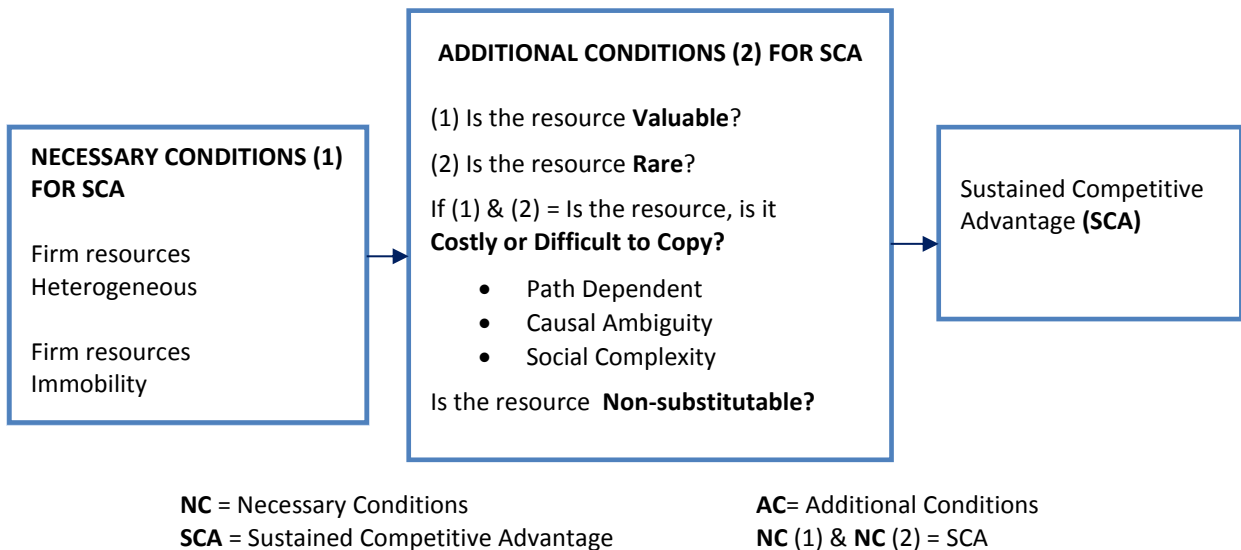 NECESSARY CONDITIONS (1)
FOR SCA
Firm resources
Heterogeneous
Firm resources
Immobility
ADDITIONAL CONDITIONS (2) FOR SCA
(1) Is the resource Valuable?
(2) Is the resource Rare?
If (1) & (2) = Is the resource, is it
Costly or Difficult to Copy?
• Path Dependent
• Causal Ambiguity
• Social Complexity
Is the resource Non-substitutable?
Sustained Competitive
Advantage (SCA)
NC = Necessary Conditions
SCA = Sustained Competitive Advantage
AC= Additional Conditions
NC (1) & NC (2) = SCA